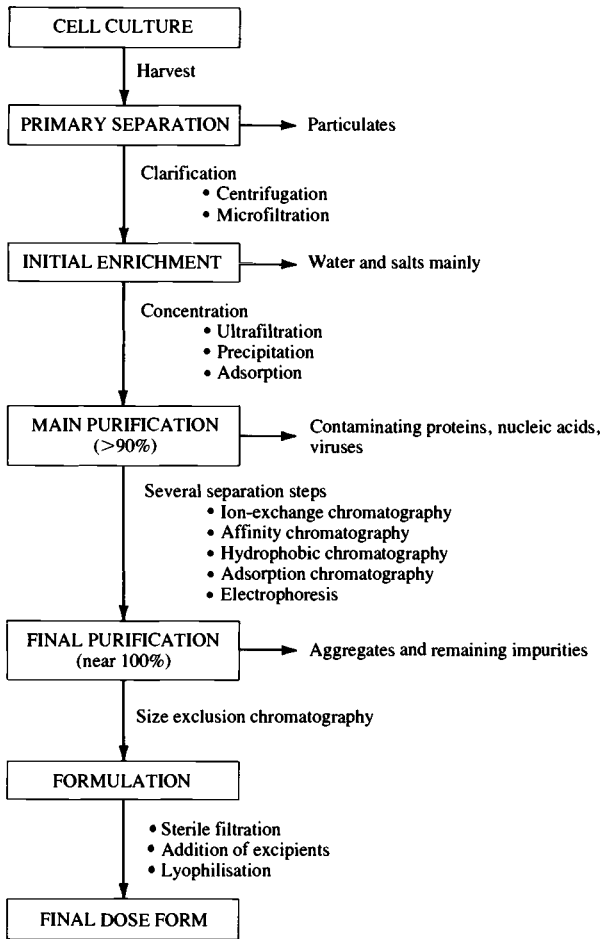 CELL CULTURE
Harvest
PRIMARY SEPARATION
Particulates
Clarification
• Centrifugation
• Microfiltration
INITIAL ENRICHMENT
Water and salts mainly
Concentration
• Ultrafiltration
• Precipitation
• Adsorption
MAIN PURIFICATION
(>90%)
Contaminating proteins, nucleic acids,
viruses
Several separation steps
• Ion-exchange chromatography
• Affinity chromatography
• Hydrophobic chromatography
• Adsorption chromatography
• Electrophoresis
FINAL PURIFICATION
(near 100%)
Aggregates and remaining impurities
Size exclusion chromatography
FORMULATION
• Sterile filtration
• Addition of excipients
• Lyophilisation
FINAL DOSE FORM